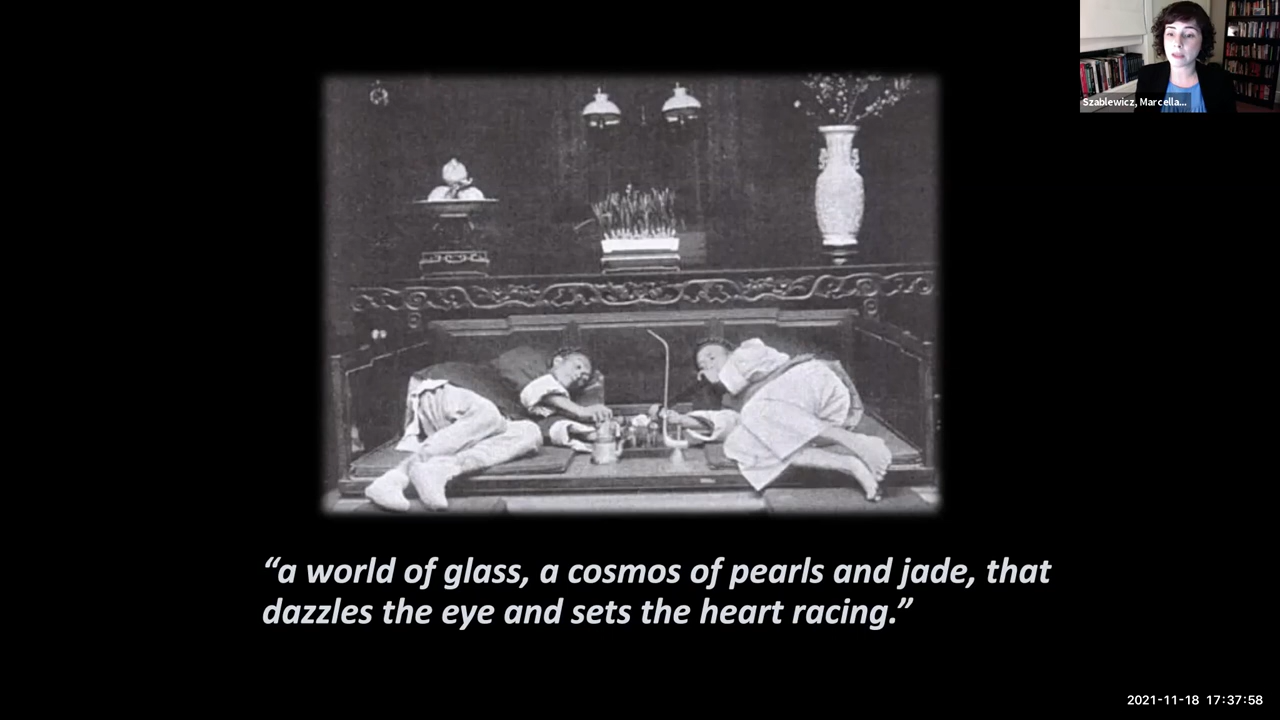 Szablewicz, Marcella...
“a world of glass, a cosmos of pearls and jade, that
dazzles the eye and sets the heart racing.”
2021-11-18 17:37:58